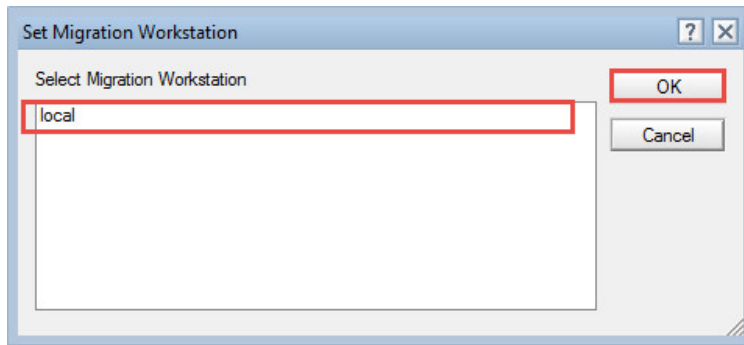 Set Migration Workstation
?
Select Migration Workstation
OK
local
Cancel